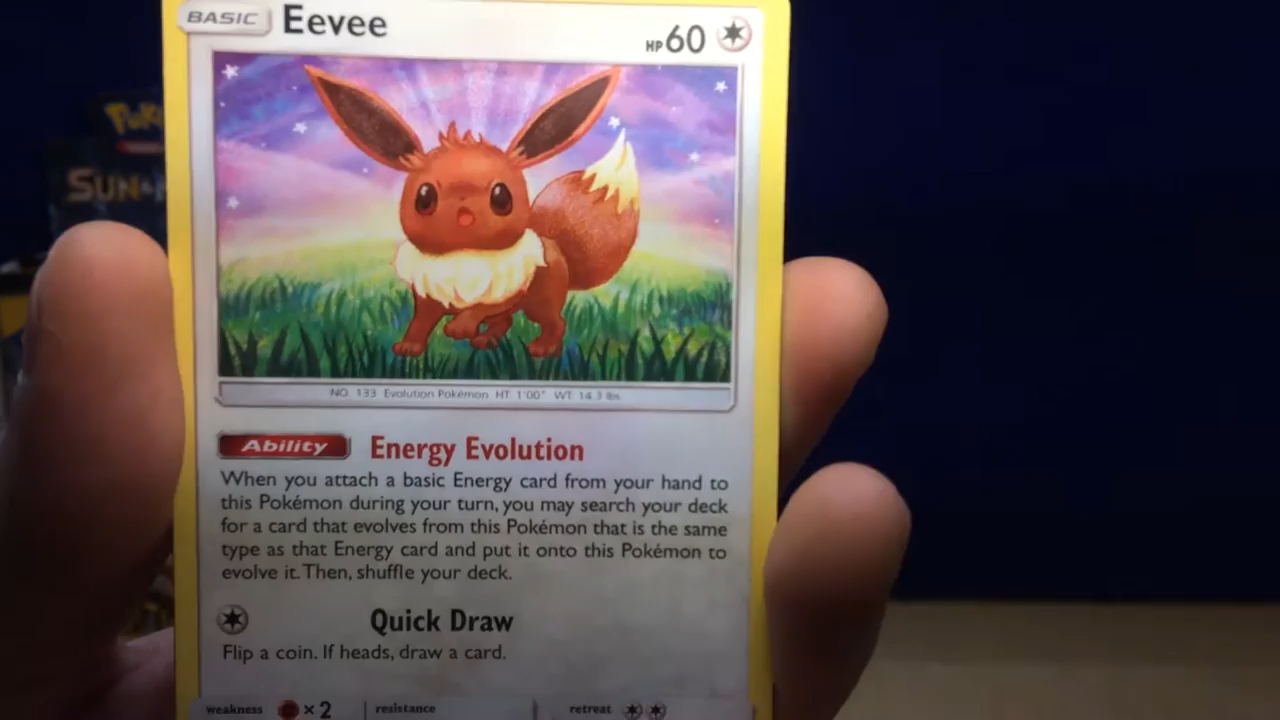 BASIC Eevee HP60
SUN
NO. 133 Evolution Pokémon HT 1'00" WT 14.3 lbs
Ability Energy Evolution
When you attach a basic Energy card from your hand to
this Pokémon during your turn, you may search your deck
for a card that evolves from this Pokémon that is the same
type as that Energy card and put it onto this Pokémon to
evolve it. Then, shuffle your deck.
Quick Draw
Flip a coin. If heads, draw a card.
weakness ×2 resistance retreat